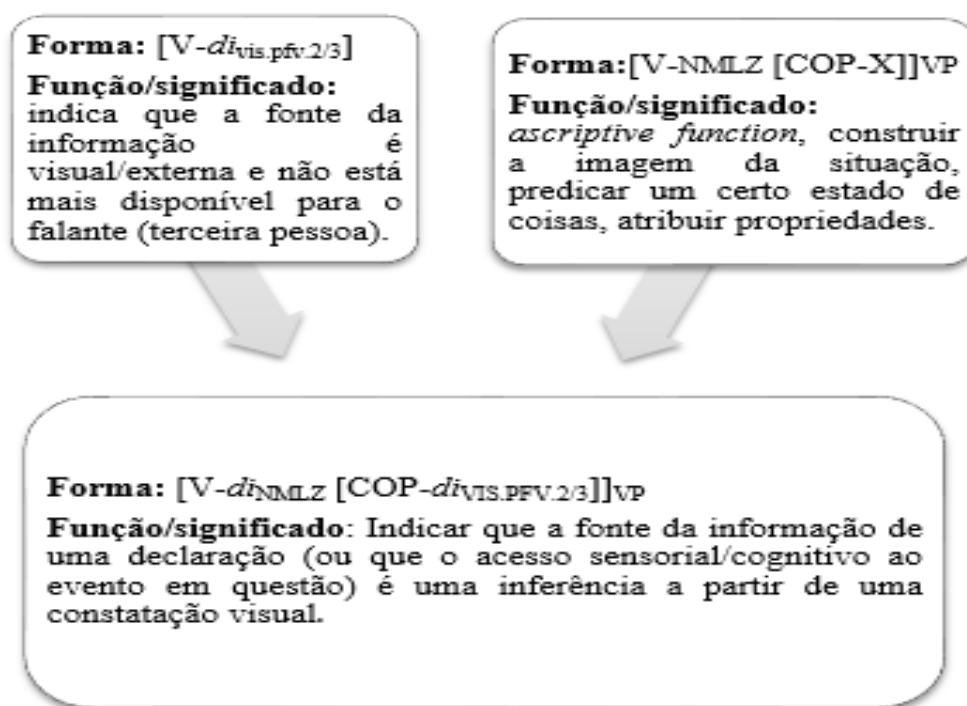 Forma: [V-di vis.pfv.2/3]
Função/significado:
indica que a fonte da
informação é
visual/externa e não está
mais disponível para o
falante (terceira pessoa).
Forma:[V-NMLZ [COP-X]]VP
Função/significado:
ascriptive function, construir
a imagem da situação,
predicar um certo estado de
coisas, atribuir propriedades.
Forma: [V-diNMLZ [COP-diVIS.PFV.2/3]]VP
Função/significado: Indicar que a fonte da informação de
uma declaração (ou que o acesso sensorial/cognitivo ao
evento em questão) é uma inferência a partir de uma
constatação visual.